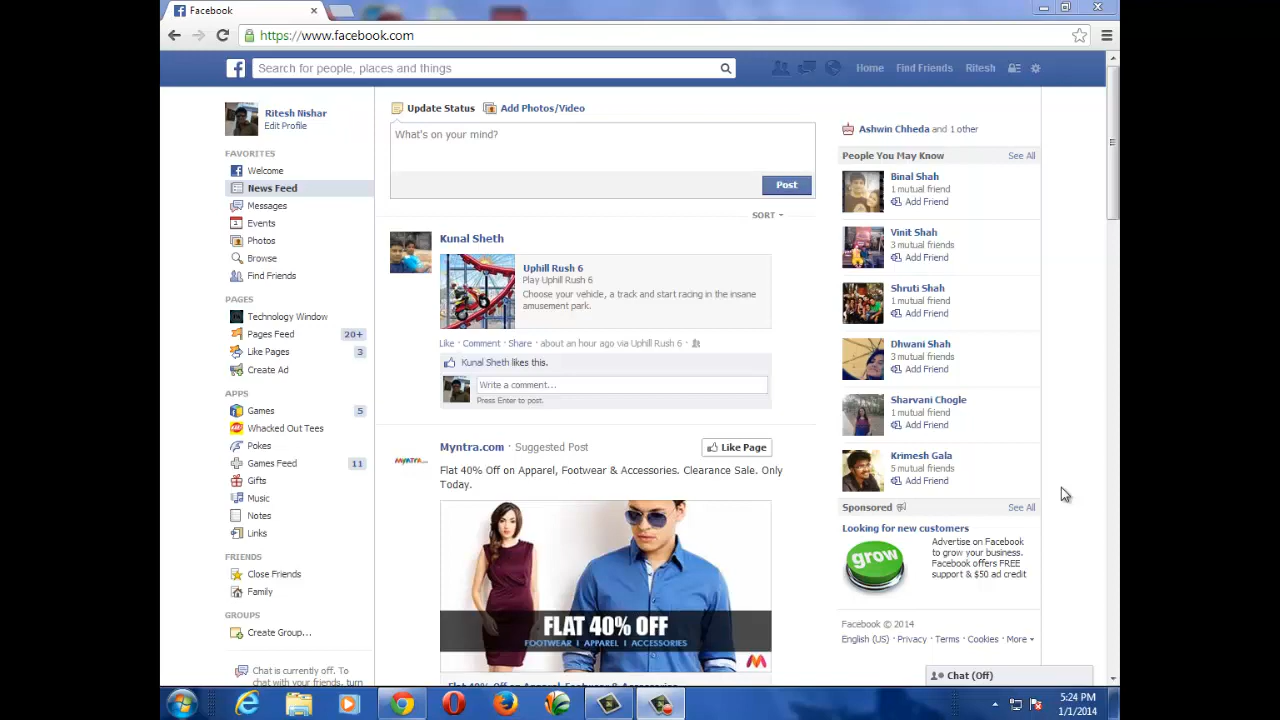 Facebook
https://www.facebook.com
Search for people, places and things
Home
Find Friends
Ritesh
Ritesh Nishar
Edit Profile
FAVORITES
Welcome
News Feed
Messages
Events
Photos
Browse
Find Friends
PAGES
Technology Window
Pages Feed 20+
Like Pages 3
Create Ad
APPS
Games 5
Whacked Out Tees
Pokes
Games Feed 11
Gifts
Music
Notes
Links
FRIENDS
Close Friends
Family
GROUPS
Create Group...
Chat is currently off. To
chat with your friends, turn
Update Status Add Photos/Video
What's on your mind?
Post
SORT
Kunal Sheth
Uphill Rush 6
Play Uphill Rush 6
Choose your vehicle, a track and start racing in the insane
amusement park.
Like · Comment · Share · about an hour ago via Uphill Rush 6 ·
Kunal Sheth likes this.
Write a comment...
Press Enter to post.
Myntra.com · Suggested Post
Like Page
Flat 40% Off on Apparel, Footwear & Accessories. Clearance Sale. Only
Today.
FLAT 40% OFF
FOOTWEAR | APPAREL | ACCESSORIES
Flat 40% Off on Apparel, Footwear & Accessories
Ashwin Chheda and 1 other
People You May Know See All
Binal Shah
1 mutual friend
Add Friend
Vinit Shah
3 mutual friends
Add Friend
Shruti Shah
1 mutual friend
Add Friend
Dhwani Shah
3 mutual friends
Add Friend
Sharvani Chogle
1 mutual friend
Add Friend
Krimesh Gala
5 mutual friends
Add Friend
Sponsored See All
Looking for new customers
grow
Advertise on Facebook
to grow your business.
Facebook offers FREE
support & $50 ad credit
Facebook © 2014
English (US) · Privacy · Terms · Cookies · More
Chat (Off)
5:24 PM
1/1/2014